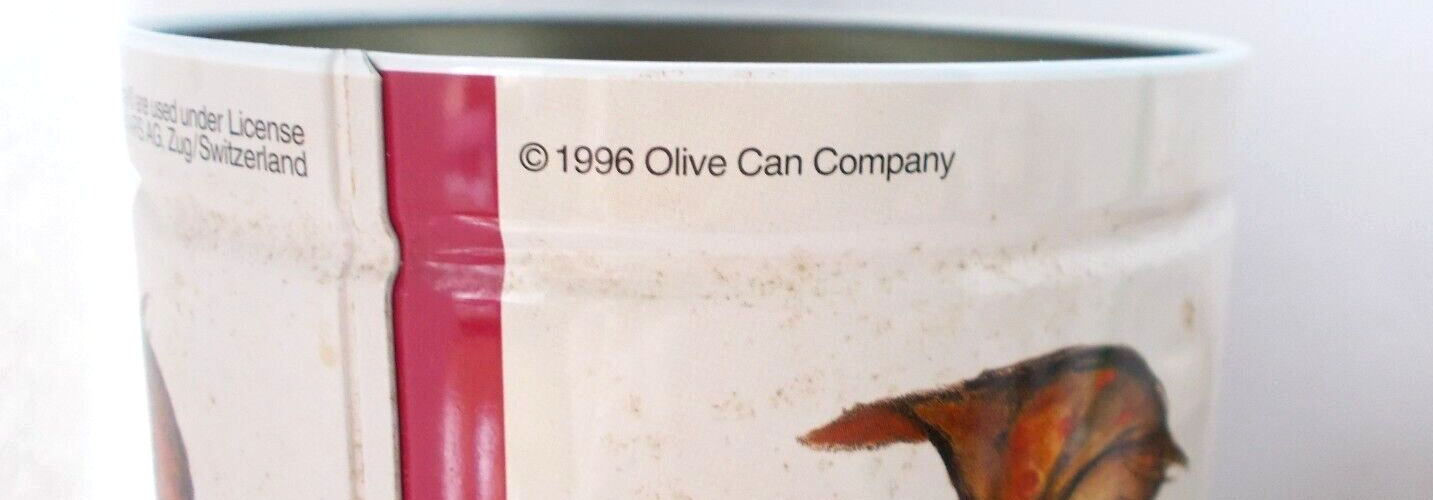 are used under License
AG, Zug/Switzerland
© 1996 Olive Can Company